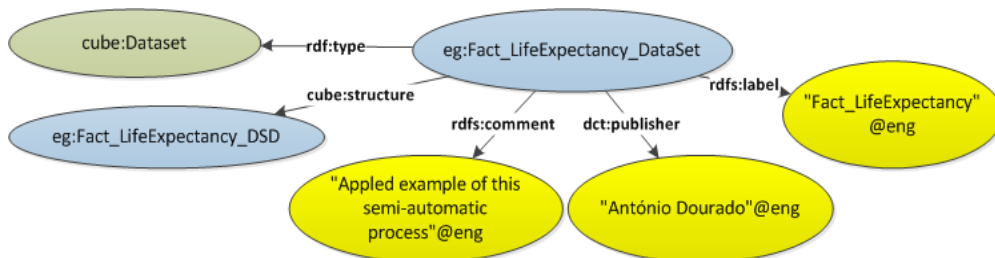 cube:Dataset
rdf:type
eg:Fact_LifeExpectancy_DataSet
rdfs:label
cube:structure
"Fact_LifeExpectancy"
@eng
eg:Fact_LifeExpectancy_DSD
rdfs:comment
dct:publisher
"Appled example of this
semi-automatic
process"@eng
"António Dourado"@eng